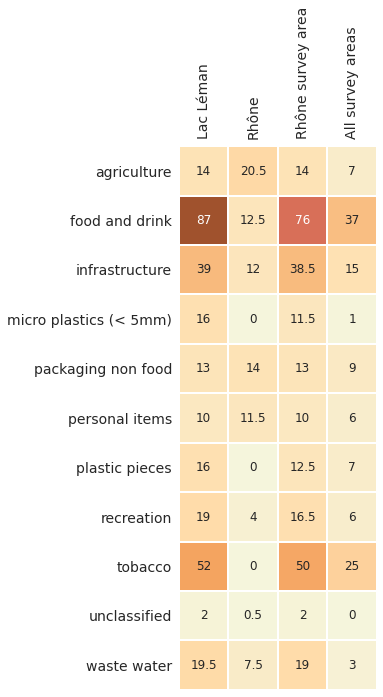 Lac Léman
Rhône
Rhône survey area
All survey areas
agriculture 14 20.5 14 7
food and drink 87 12.5 76 37
infrastructure 39 12 38.5 15
micro plastics (< 5mm) 16 0 11.5 1
packaging non food 13 14 13 9
personal items 10 11.5 10 6
plastic pieces 16 0 12.5 7
recreation 19 4 16.5 6
tobacco 52 0 50 25
unclassified 2 0.5 2 0
waste water 19.5 7.5 19 3